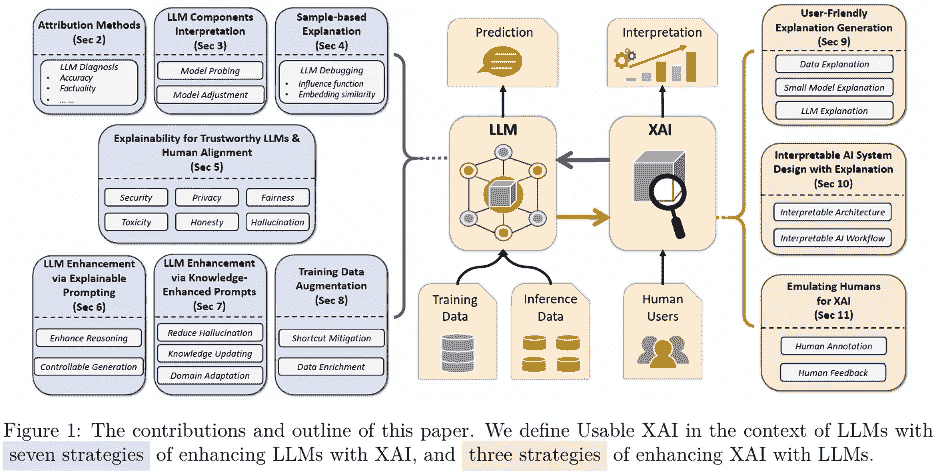 Attribution Methods
(Sec 2)
LLM Diagnosis
• Accuracy
• Factuality
• ... ...
LLM Components
Interpretation
(Sec 3)
Model Probing
Model Adjustment
Sample-based
Explanation
(Sec 4)
LLM Debugging
• Influence function
• Embedding similarity
Explainability for Trustworthy LLMs &
Human Alignment
(Sec 5)
Security
Privacy
Fairness
Toxicity
Honesty
Hallucination
LLM Enhancement
via Explainable
Prompting
(Sec 6)
Enhance Reasoning
Controllable Generation
LLM Enhancement
via Knowledge-
Enhanced Prompts
(Sec 7)
Reduce Hallucination
Knowledge Updating
Domain Adaptation
Training Data
Augmentation
(Sec 8)
Shortcut Mitigation
Data Enrichment
Prediction
Interpretation
LLM
XAI
Training
Data
Inference
Data
Human
Users
User-Friendly
Explanation Generation
(Sec 9)
Data Explanation
Small Model Explanation
LLM Explanation
Interpretable AI System
Design with Explanation
(Sec 10)
Interpretable Architecture
Interpretable AI Workflow
Emulating Humans
for XAI
(Sec 11)
Human Annotation
Human Feedback
Figure 1: The contributions and outline of this paper. We define Usable XAI in the context of LLMs with
seven strategies of enhancing LLMs with XAI, and three strategies of enhancing XAI with LLMs.